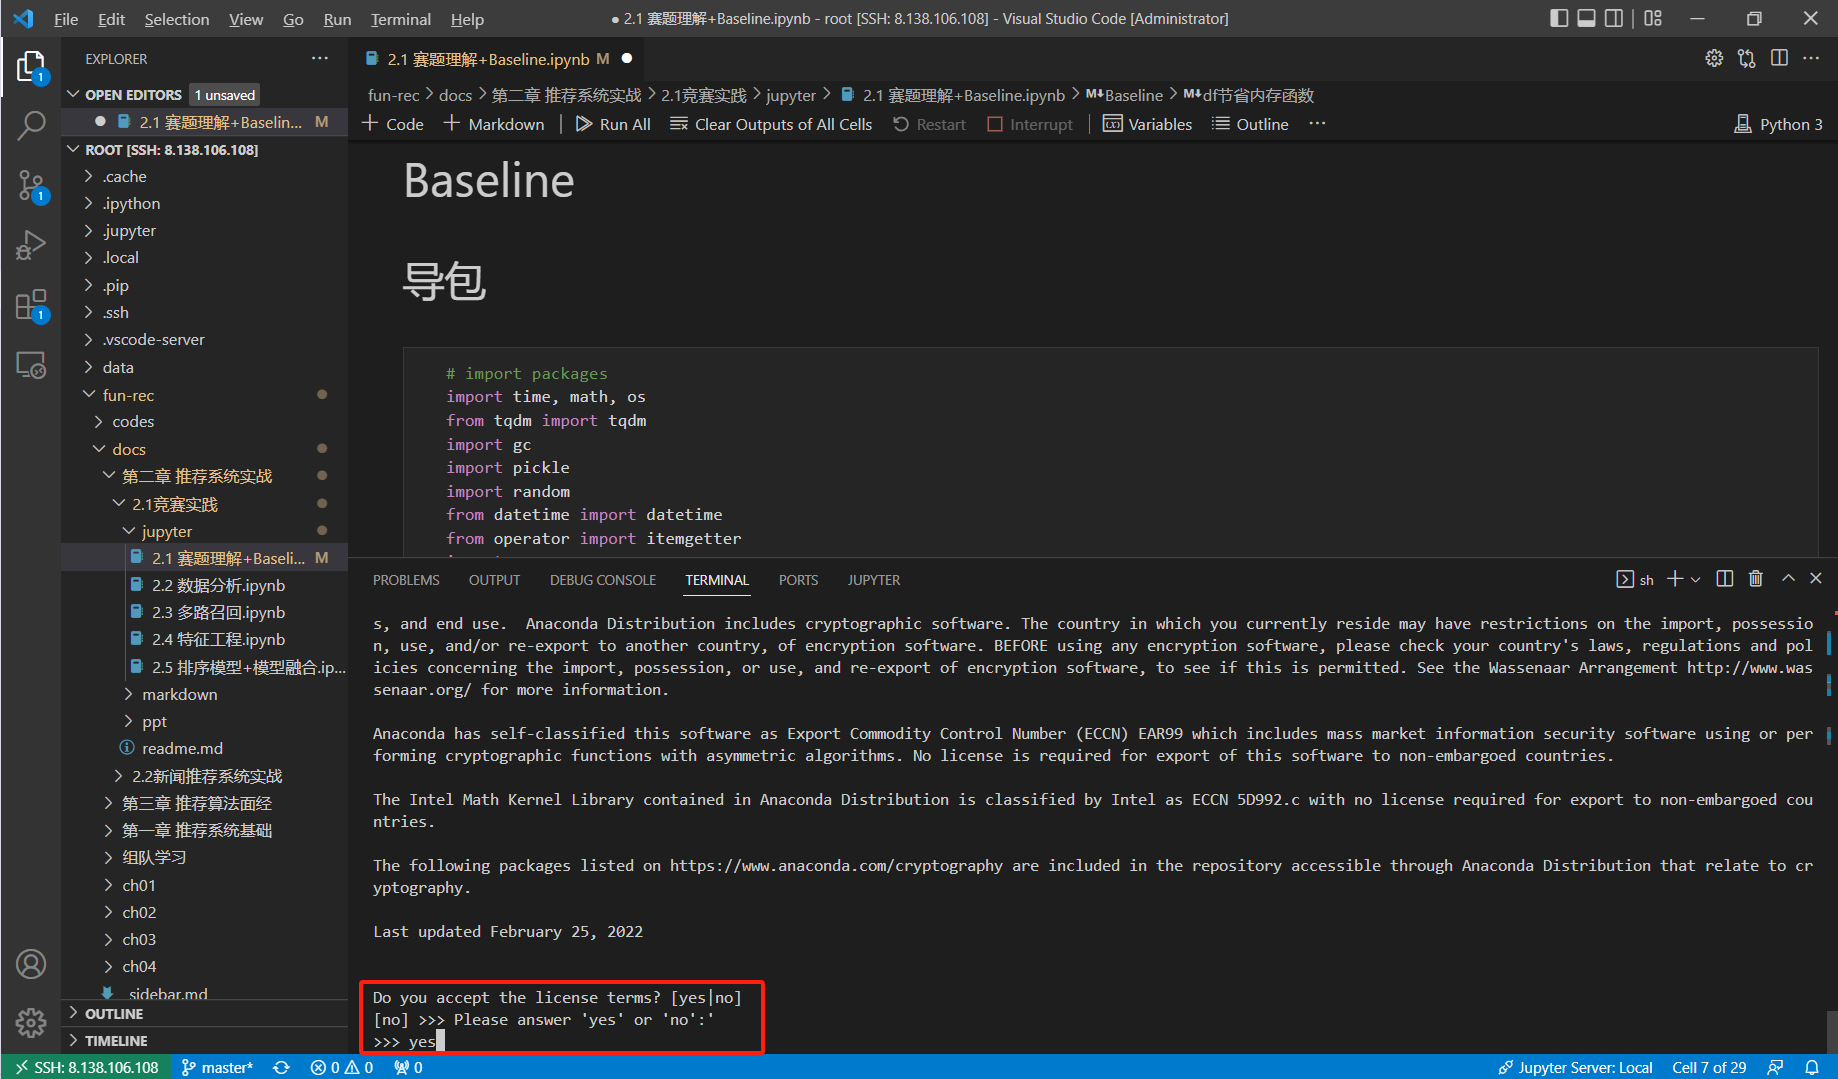 File Edit Selection View Go Run Terminal Help
● 2.1 赛题理解+Baseline.ipynb - root [SSH: 8.138.106.108] - Visual Studio Code [Administrator]
EXPLORER
OPEN EDITORS 1 unsaved
2.1 赛题理解+Baselin... M
ROOT [SSH: 8.138.106.108]
.cache
.ipython
.jupyter
.local
.pip
.ssh
.vscode-server
data
fun-rec
codes
docs
第二章 推荐系统实战
2.1竞赛实践
jupyter
2.1 赛题理解+Baseli... M
2.2 数据分析.ipynb
2.3 多路召回.ipynb
2.4 特征工程.ipynb
2.5 排序模型+模型融合.ip...
markdown
ppt
readme.md
2.2新闻推荐系统实战
第三章 推荐算法面经
第一章 推荐系统基础
组队学习
ch01
ch02
ch03
ch04
sidebar.md
OUTLINE
TIMELINE
1
1
1
2.1 赛题理解+Baseline.ipynb M ●
fun-rec > docs > 第二章 推荐系统实战 > 2.1竞赛实践 > jupyter > 2.1 赛题理解+Baseline.ipynb > M↓Baseline > M↓df节省内存函数
+ Code + Markdown | Run All Clear Outputs of All Cells Restart Interrupt | Variables Outline ···
Python 3
Baseline
导包
# import packages
import time, math, os
from tqdm import tqdm
import gc
import pickle
import random
from datetime import datetime
from operator import itemgetter
PROBLEMS OUTPUT DEBUG CONSOLE TERMINAL PORTS JUPYTER
sh
s, and end use.  Anaconda Distribution includes cryptographic software. The country in which you currently reside may have restrictions on the import, possessio
n, use, and/or re-export to another country, of encryption software. BEFORE using any encryption software, please check your country's laws, regulations and pol
icies concerning the import, possession, or use, and re-export of encryption software, to see if this is permitted. See the Wassenaar Arrangement http://www.was
senaar.org/ for more information.
Anaconda has self-classified this software as Export Commodity Control Number (ECCN) EAR99 which includes mass market information security software using or per
forming cryptographic functions with asymmetric algorithms. No license is required for export of this software to non-embargoed countries.
The Intel Math Kernel Library contained in Anaconda Distribution is classified by Intel as ECCN 5D992.c with no license required for export to non-embargoed cou
ntries.
The following packages listed on https://www.anaconda.com/cryptography are included in the repository accessible through Anaconda Distribution that relate to cr
yptography.
Last updated February 25, 2022
Do you accept the license terms? [yes|no]
[no] >>> Please answer 'yes' or 'no':'
>>> yes
SSH: 8.138.106.108 master* 0 0 0
Jupyter Server: Local Cell 7 of 29